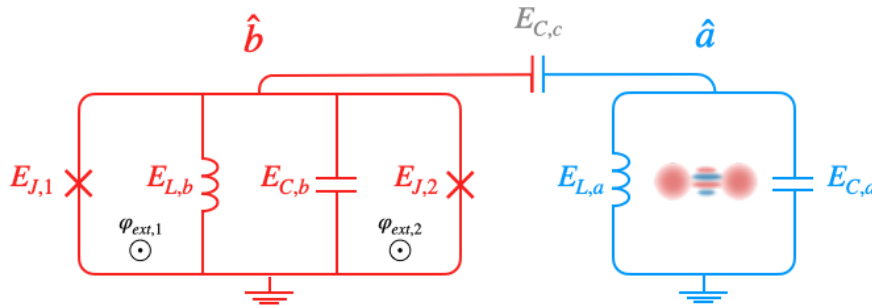 b̂
E_{C,c}
â
E_{J,1}
E_{L,b}
E_{C,b}
E_{J,2}
E_{L,a}
E_{C,a}
φ_{ext,1}
φ_{ext,2}